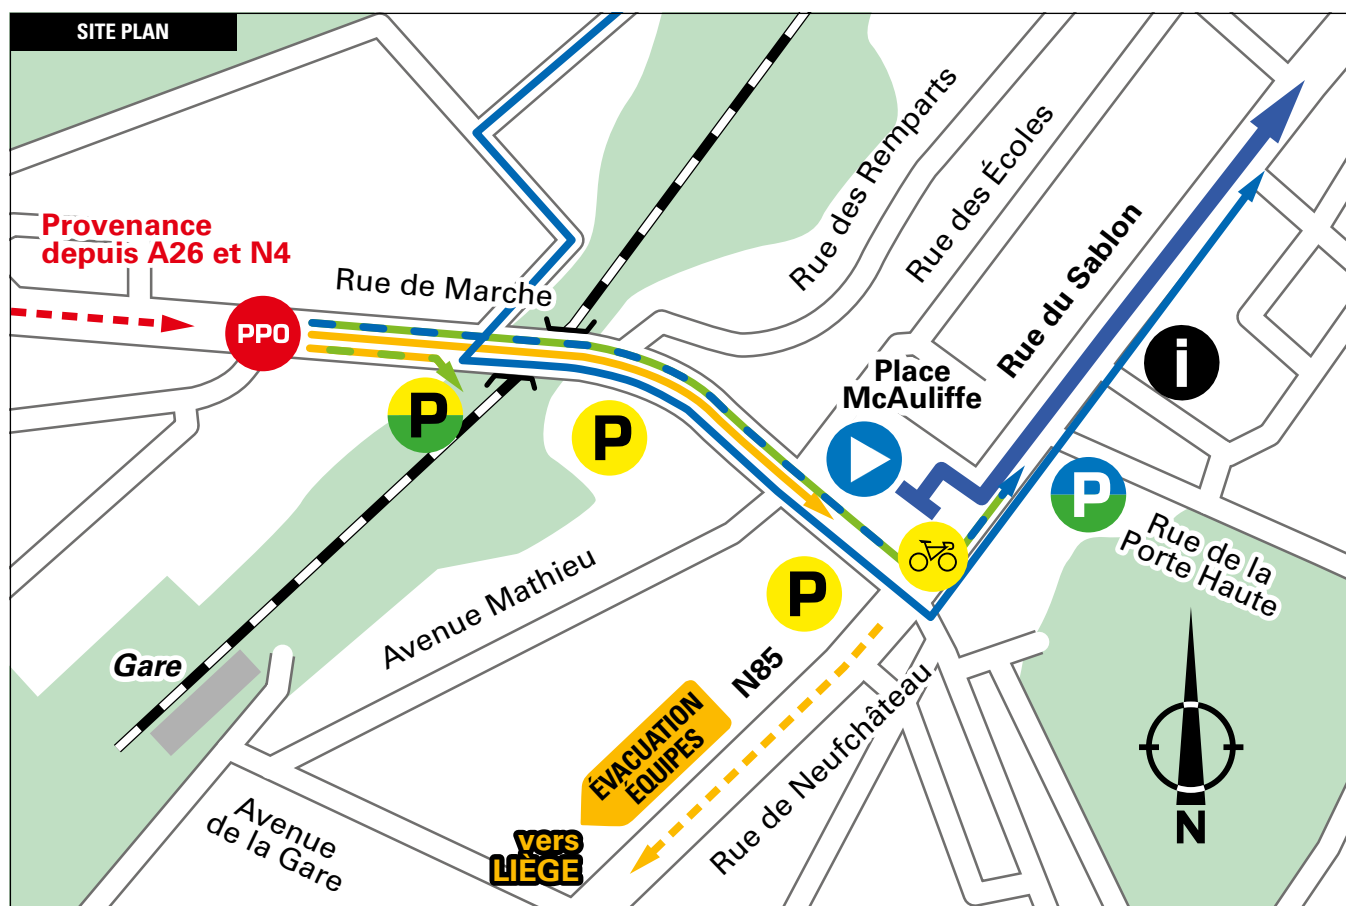 SITE PLAN
Provenance
depuis A26 et N4
Rue de Marche
PPO
P
P
Rue des Remparts
Rue des Écoles
Rue du Sablon
Place
McAuliffe
i
P
Rue de la
Porte Haute
Avenue Mathieu
P
Gare
N85
ÉVACUATION
ÉQUIPES
vers
LIÈGE
Rue de Neufchâteau
Avenue
de la Gare
N